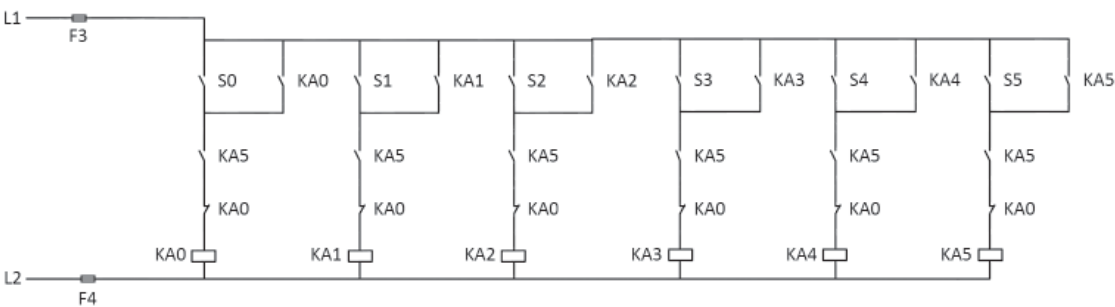 L1
F3
S0 KA0 S1 KA1 S2 KA2 S3 KA3 S4 KA4 S5 KA5
KA5 KA5 KA5 KA5 KA5 KA5
KA0 KA0 KA0 KA0 KA0 KA0
KA0 KA1 KA2 KA3 KA4 KA5
L2
F4